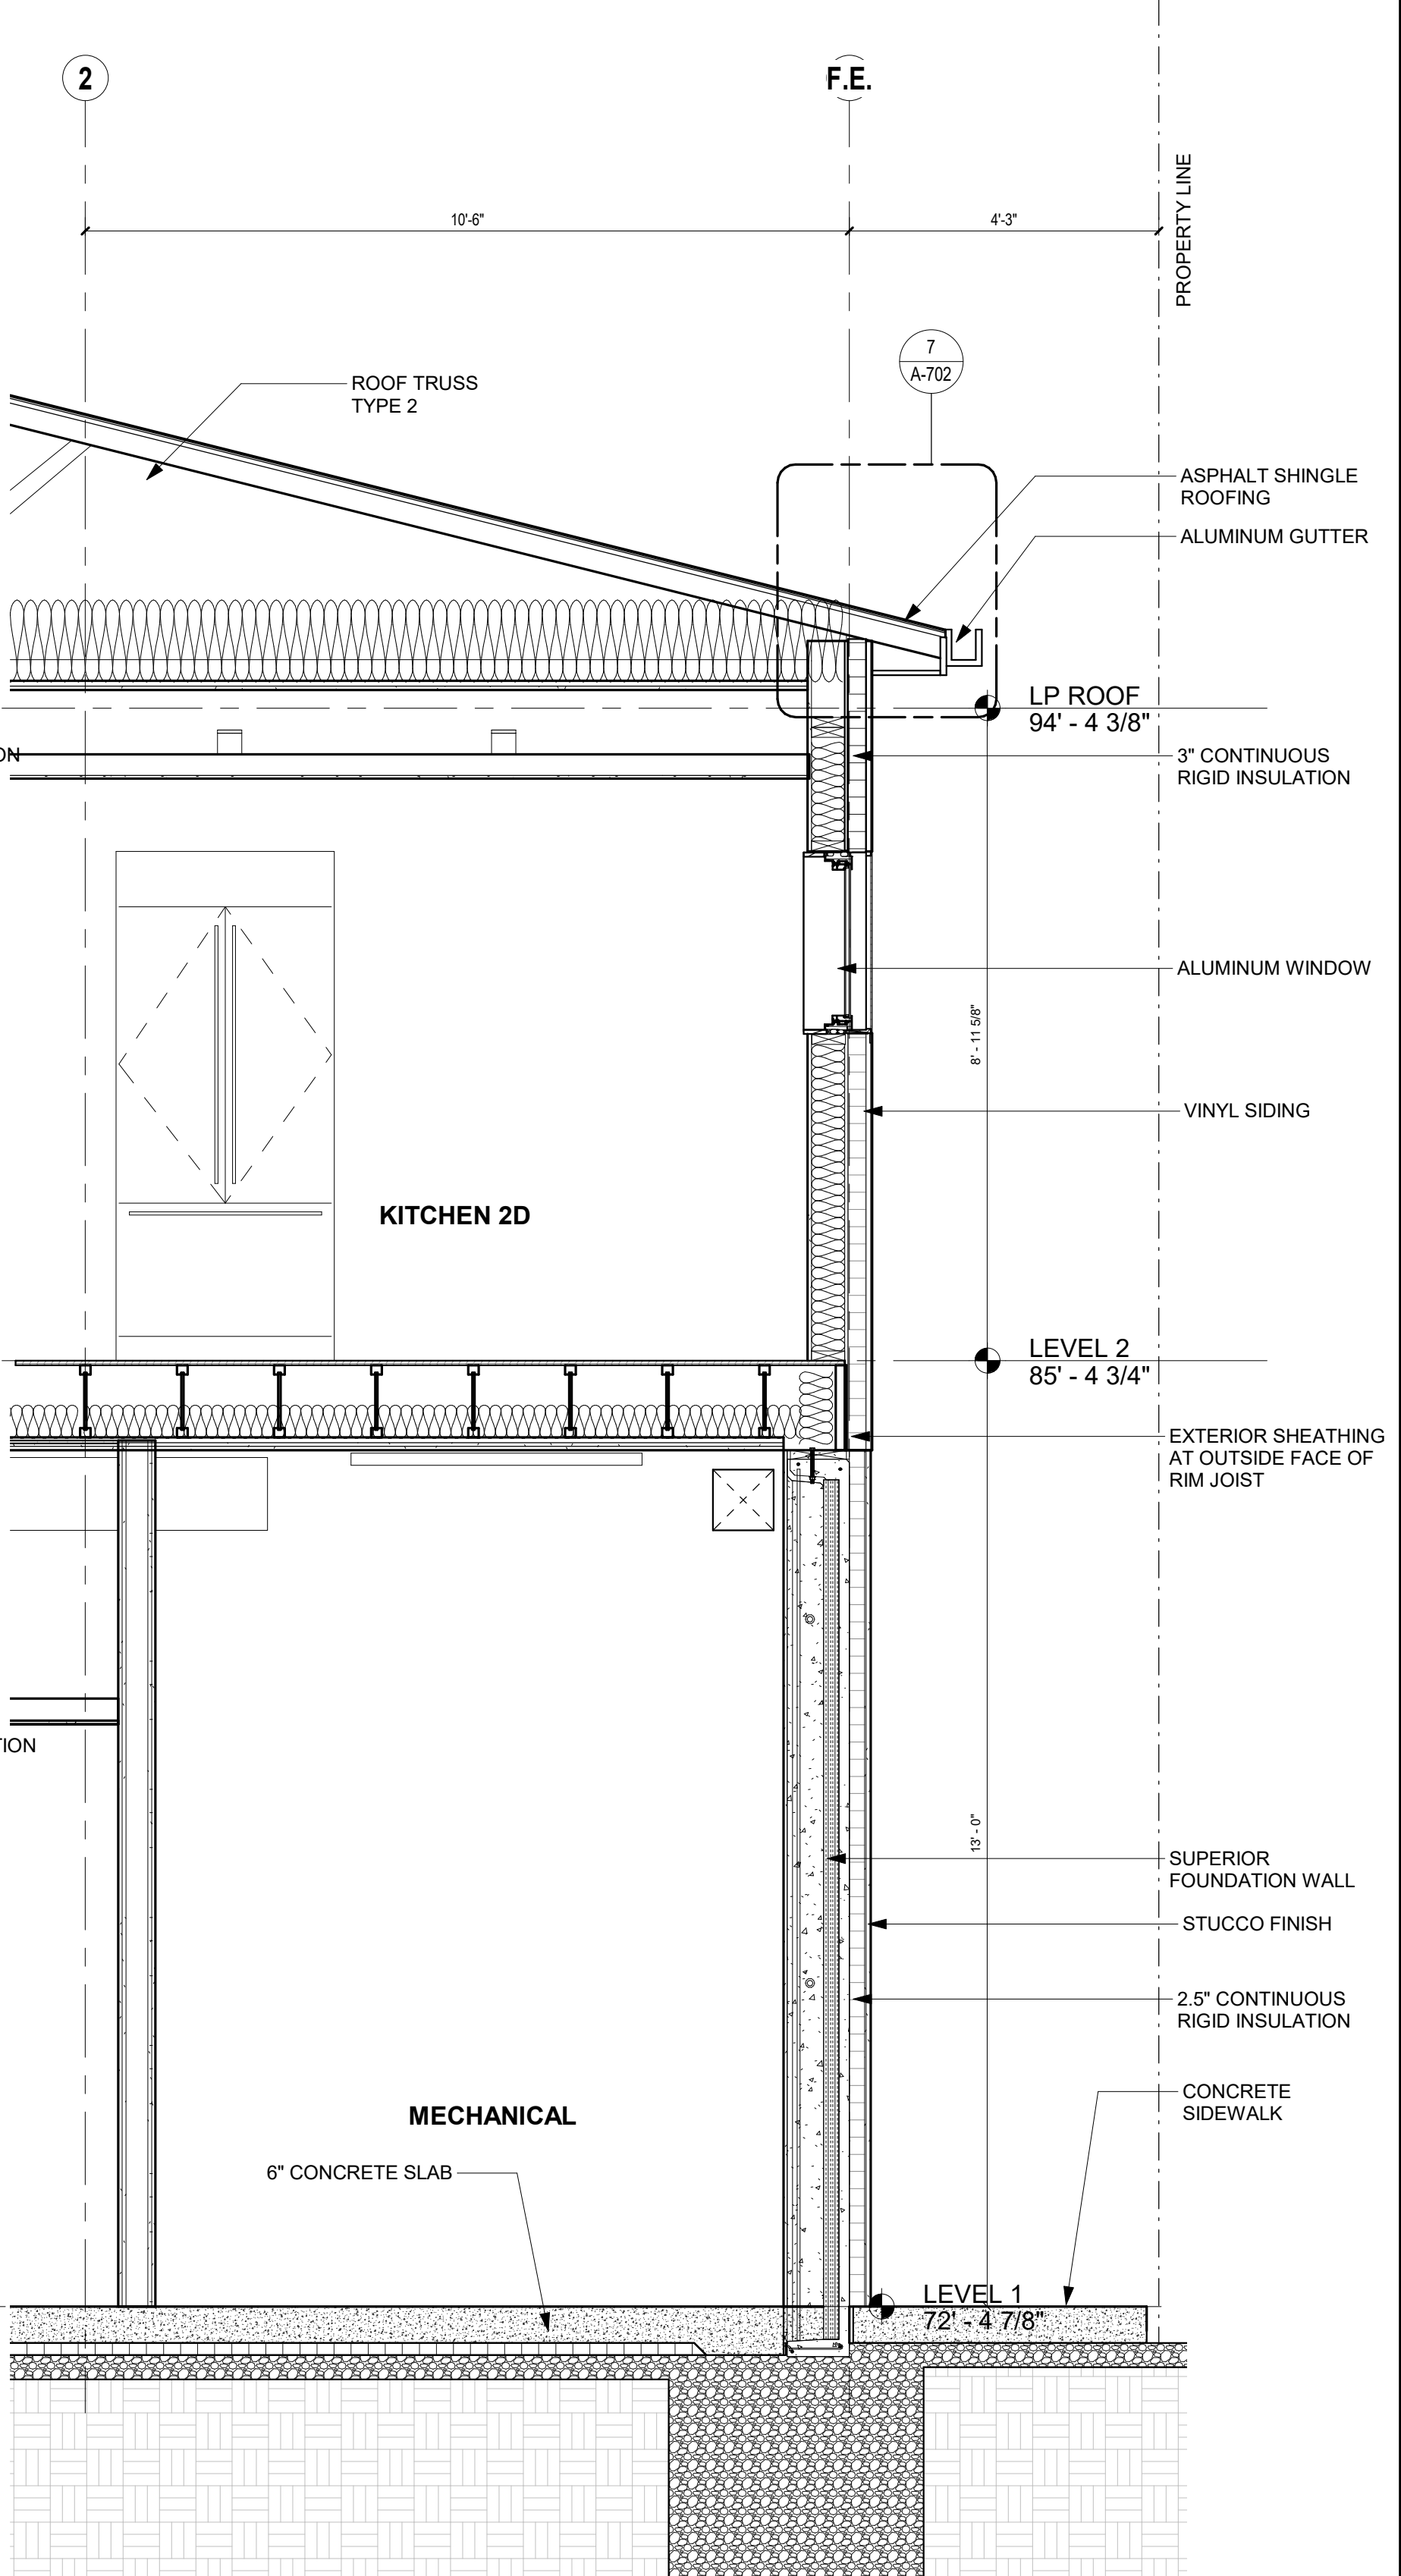 2
F.E.
10'-6"
4'-3"
PROPERTY LINE
7
A-702
ROOF TRUSS
TYPE 2
ASPHALT SHINGLE
ROOFING
ALUMINUM GUTTER
LP ROOF
94' - 4 3/8"
ON
3" CONTINUOUS
RIGID INSULATION
ALUMINUM WINDOW
8' - 11 5/8"
VINYL SIDING
KITCHEN 2D
LEVEL 2
85' - 4 3/4"
EXTERIOR SHEATHING
AT OUTSIDE FACE OF
RIM JOIST
TION
13' - 0"
SUPERIOR
FOUNDATION WALL
STUCCO FINISH
2.5" CONTINUOUS
RIGID INSULATION
CONCRETE
SIDEWALK
MECHANICAL
6" CONCRETE SLAB
LEVEL 1
72' - 4 7/8"